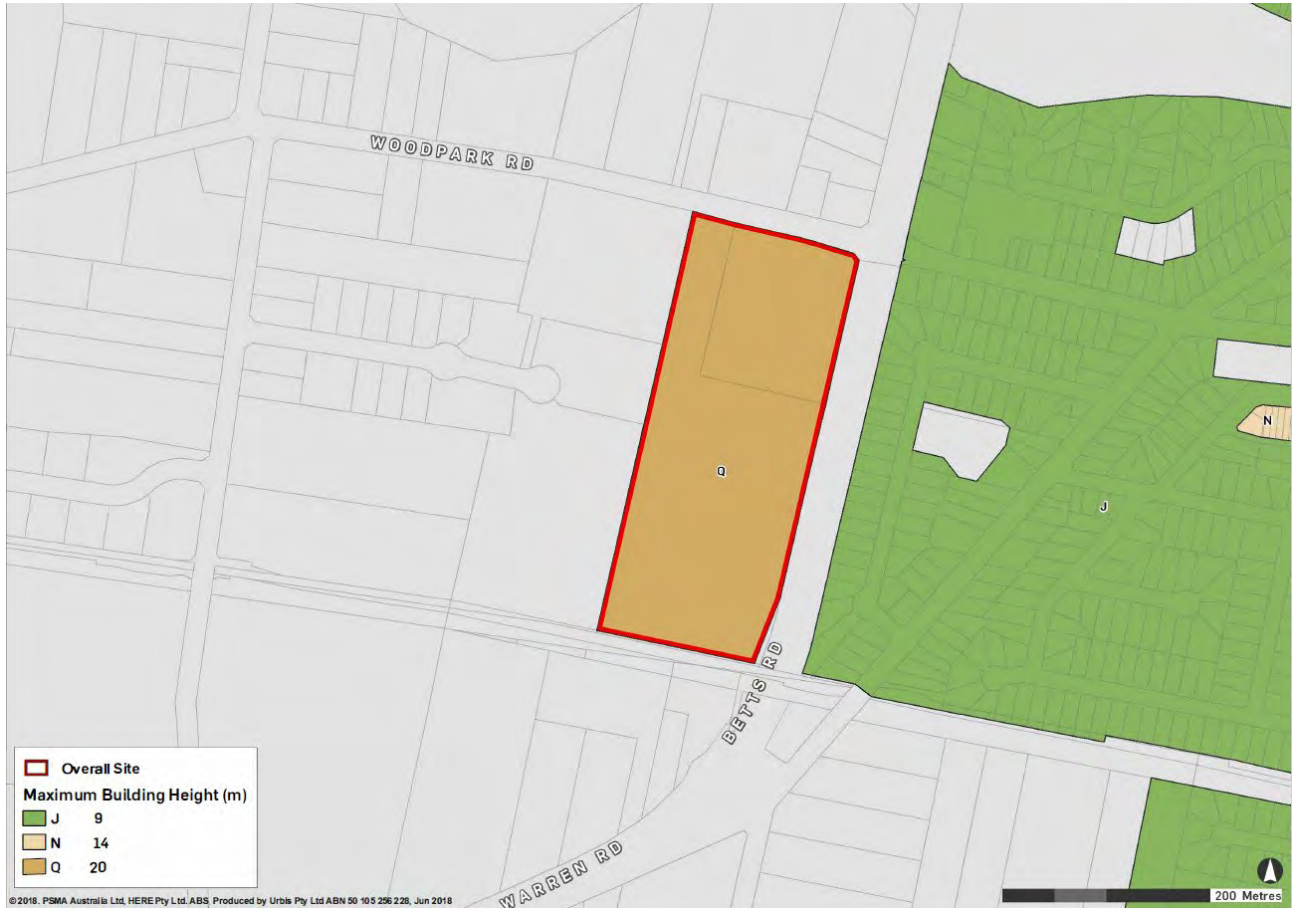 WOODPARK RD
Q
N
J
BETTS RD
WARREN RD
Overall Site
Maximum Building Height (m)
J 9
N 14
Q 20
200 Metres
©2018. PSMA Australia Ltd, HERE Pty Ltd. ABS. Produced by Urbis Pty Ltd ABN 50 105 256 228, Jun 2018